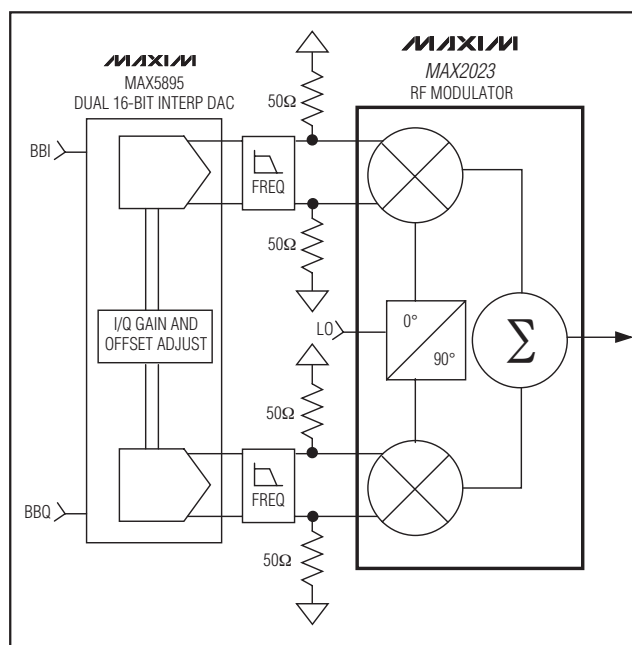 MAXIM
MAX5895
DUAL 16-BIT INTERP DAC
MAXIM
MAX2023
RF MODULATOR
50Ω
BBI
FREQ
50Ω
I/Q GAIN AND
OFFSET ADJUST
LO
0°
90°
Σ
50Ω
FREQ
BBQ
50Ω